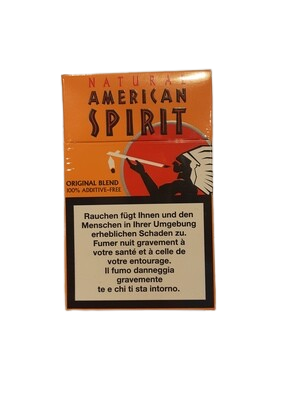 NATURAL
AMERICAN
SPIRIT
ORIGINAL BLEND
100% ADDITIVE-FREE
Rauchen fügt Ihnen und den
Menschen in Ihrer Umgebung
erheblichen Schaden zu.
Fumer nuit gravement à
votre santé et à celle de
votre entourage.
Il fumo danneggia
gravemente
te e chi ti sta intorno.